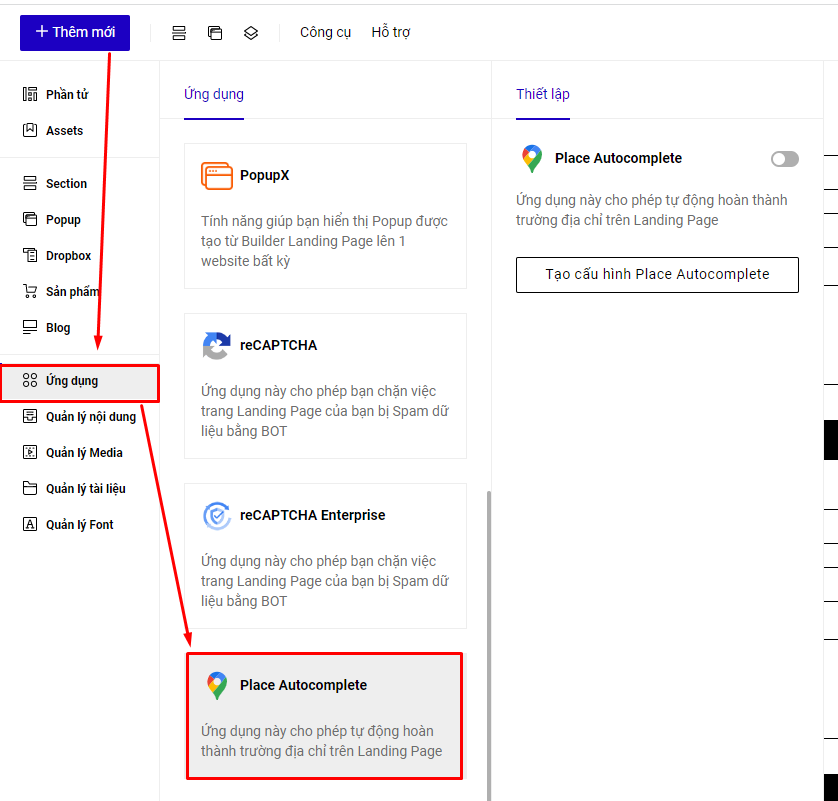 Thêm mới
Công cụ
Hỗ trợ
Phần tử
Assets
Section
Popup
Dropbox
Sản phẩm
Blog
Ứng dụng
Quản lý nội dung
Quản lý Media
Quản lý tài liệu
Quản lý Font
Ứng dụng
PopupX
Tính năng giúp bạn hiển thị Popup được
tạo từ Builder Landing Page lên 1
website bất kỳ
reCAPTCHA
Ứng dụng này cho phép bạn chặn việc
trang Landing Page của bạn bị Spam dữ
liệu bằng BOT
reCAPTCHA Enterprise
Ứng dụng này cho phép bạn chặn việc
trang Landing Page của bạn bị Spam dữ
liệu bằng BOT
Place Autocomplete
Ứng dụng này cho phép tự động hoàn
thành trường địa chỉ trên Landing Page
Thiết lập
Place Autocomplete
Ứng dụng này cho phép tự động hoàn thành
trường địa chỉ trên Landing Page
Tạo cấu hình Place Autocomplete